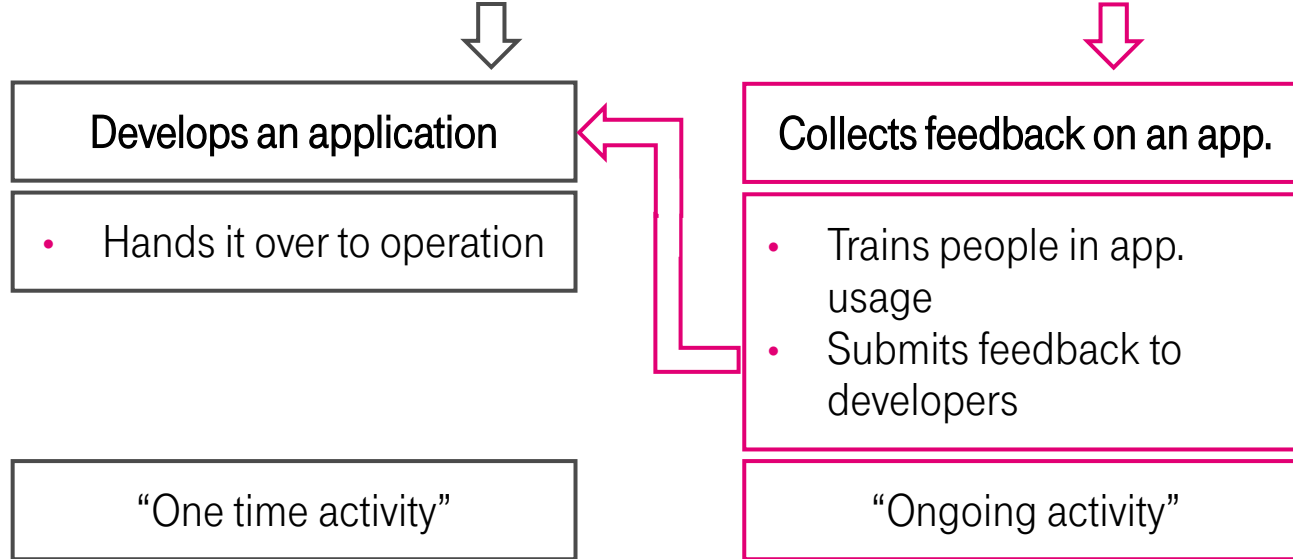 Develops an application
• Hands it over to operation
“One time activity”
Collects feedback on an app.
• Trains people in app.
usage
• Submits feedback to
developers
“Ongoing activity”